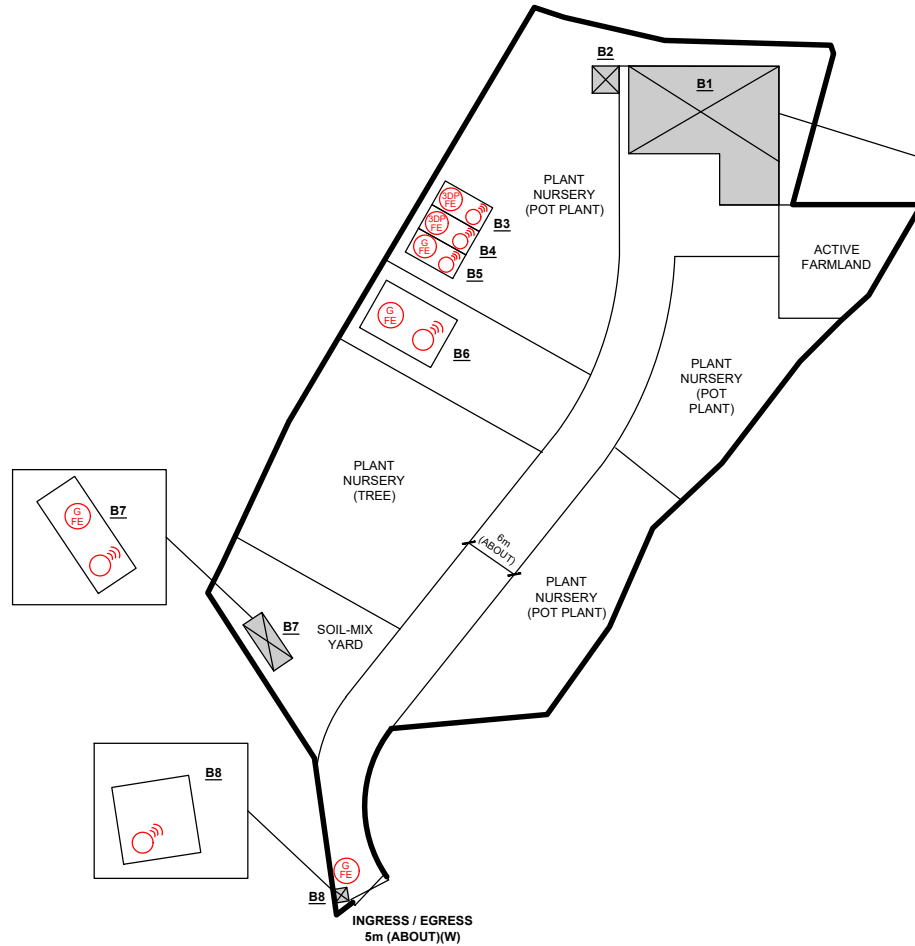 B2
B1
PLANT
NURSERY
(POT PLANT)
3DP
FE
B3
3DP
FE
B4
G
FE
B5
ACTIVE
FARMLAND
G
FE
B6
PLANT
NURSERY
(POT
PLANT)
PLANT
NURSERY
(TREE)
G
FE
B7
6m
(ABOUT)
PLANT
NURSERY
(POT PLANT)
B7
SOIL-MIX
YARD
B8
G
FE
B8
INGRESS / EGRESS
5m (ABOUT)(W)